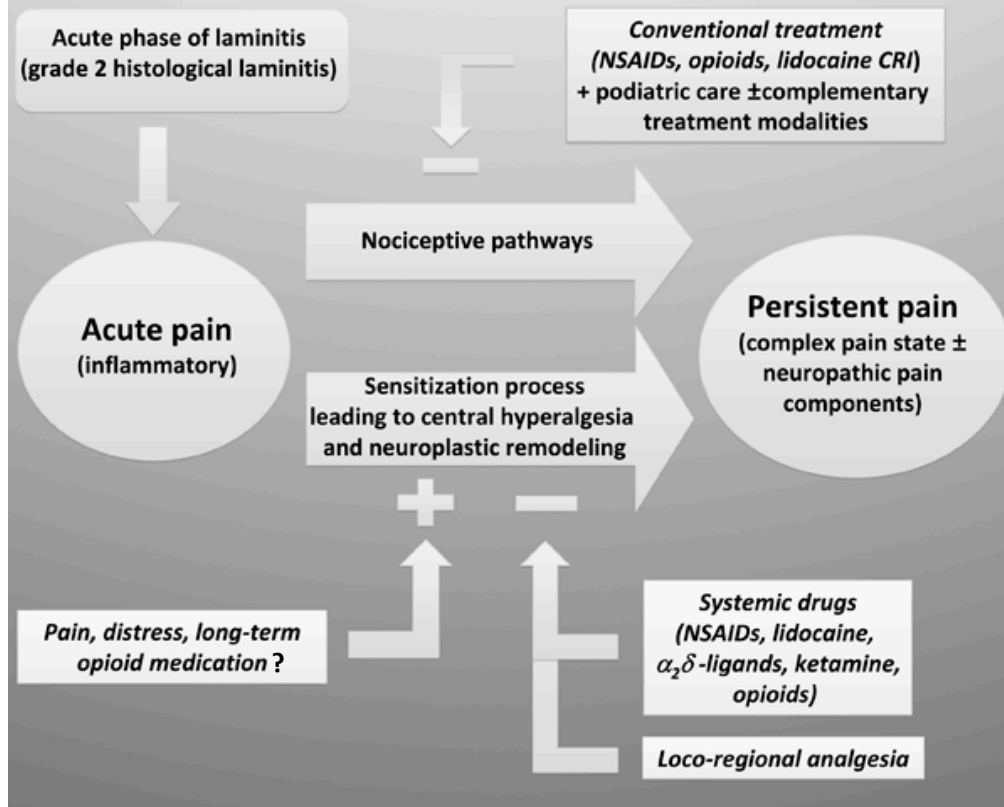 Acute phase of laminitis
(grade 2 histological laminitis)
Conventional treatment
(NSAIDs, opioids, lidocaine CRI)
+ podiatric care ±complementary
treatment modalities
Nociceptive pathways
Acute pain
(inflammatory)
Persistent pain
(complex pain state ±
neuropathic pain
components)
Sensitization process
leading to central hyperalgesia
and neuroplastic remodeling
Pain, distress, long-term
opioid medication ?
Systemic drugs
(NSAIDs, lidocaine,
α₂δ-ligands, ketamine,
opioids)
Loco-regional analgesia